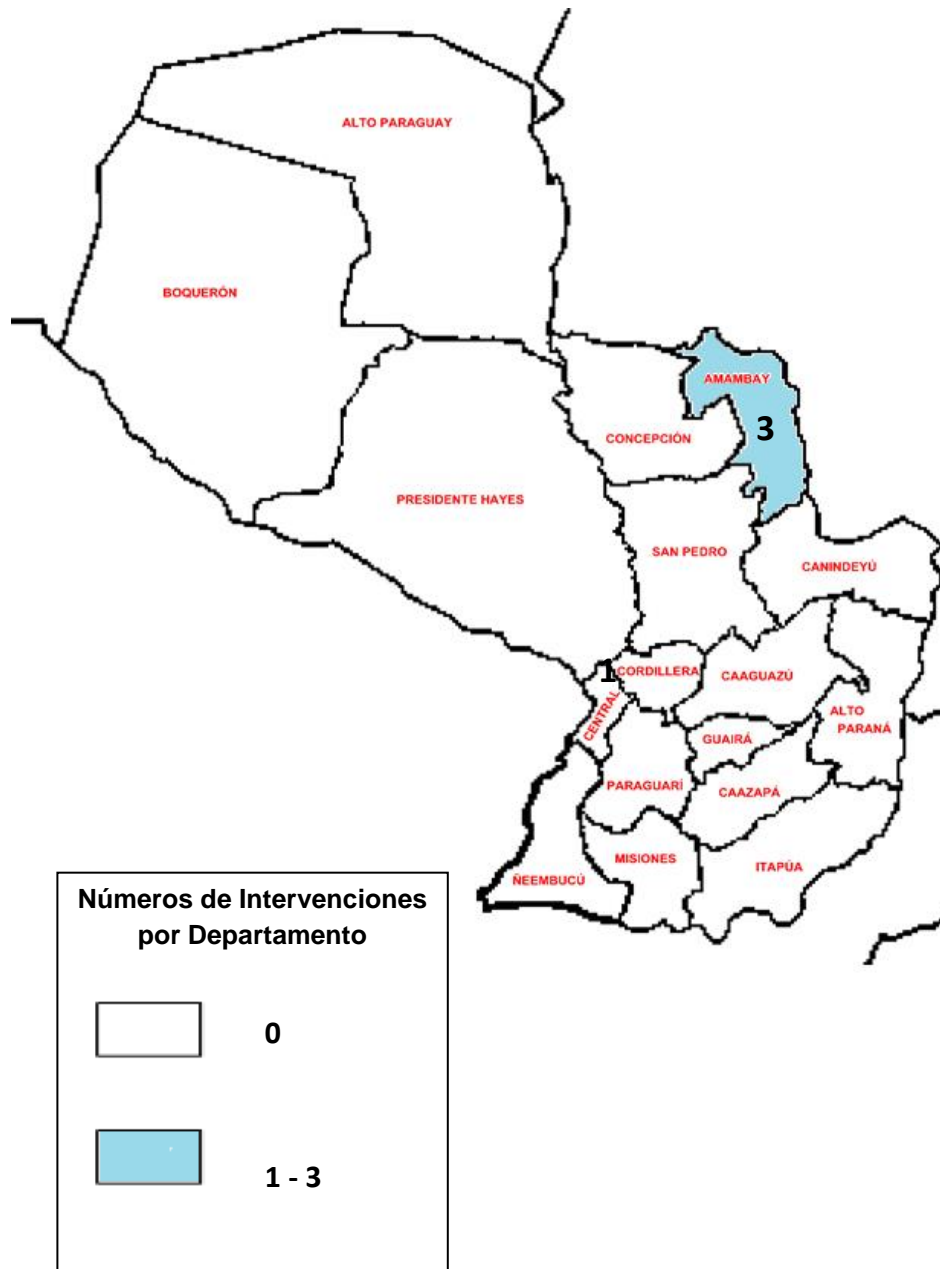 ALTO PARAGUAY
BOQUERÓN
AMAMBAY
3
CONCEPCIÓN
PRESIDENTE HAYES
SAN PEDRO
CANINDEYÚ
1
CORDILLERA
CAAGUAZÚ
CENTRAL
ALTO
PARANÁ
GUAIRÁ
PARAGUARÍ
CAAZAPÁ
MISIONES
ITAPÚA
ÑEEMBUCÚ
Números de Intervenciones
por Departamento
0
1 - 3